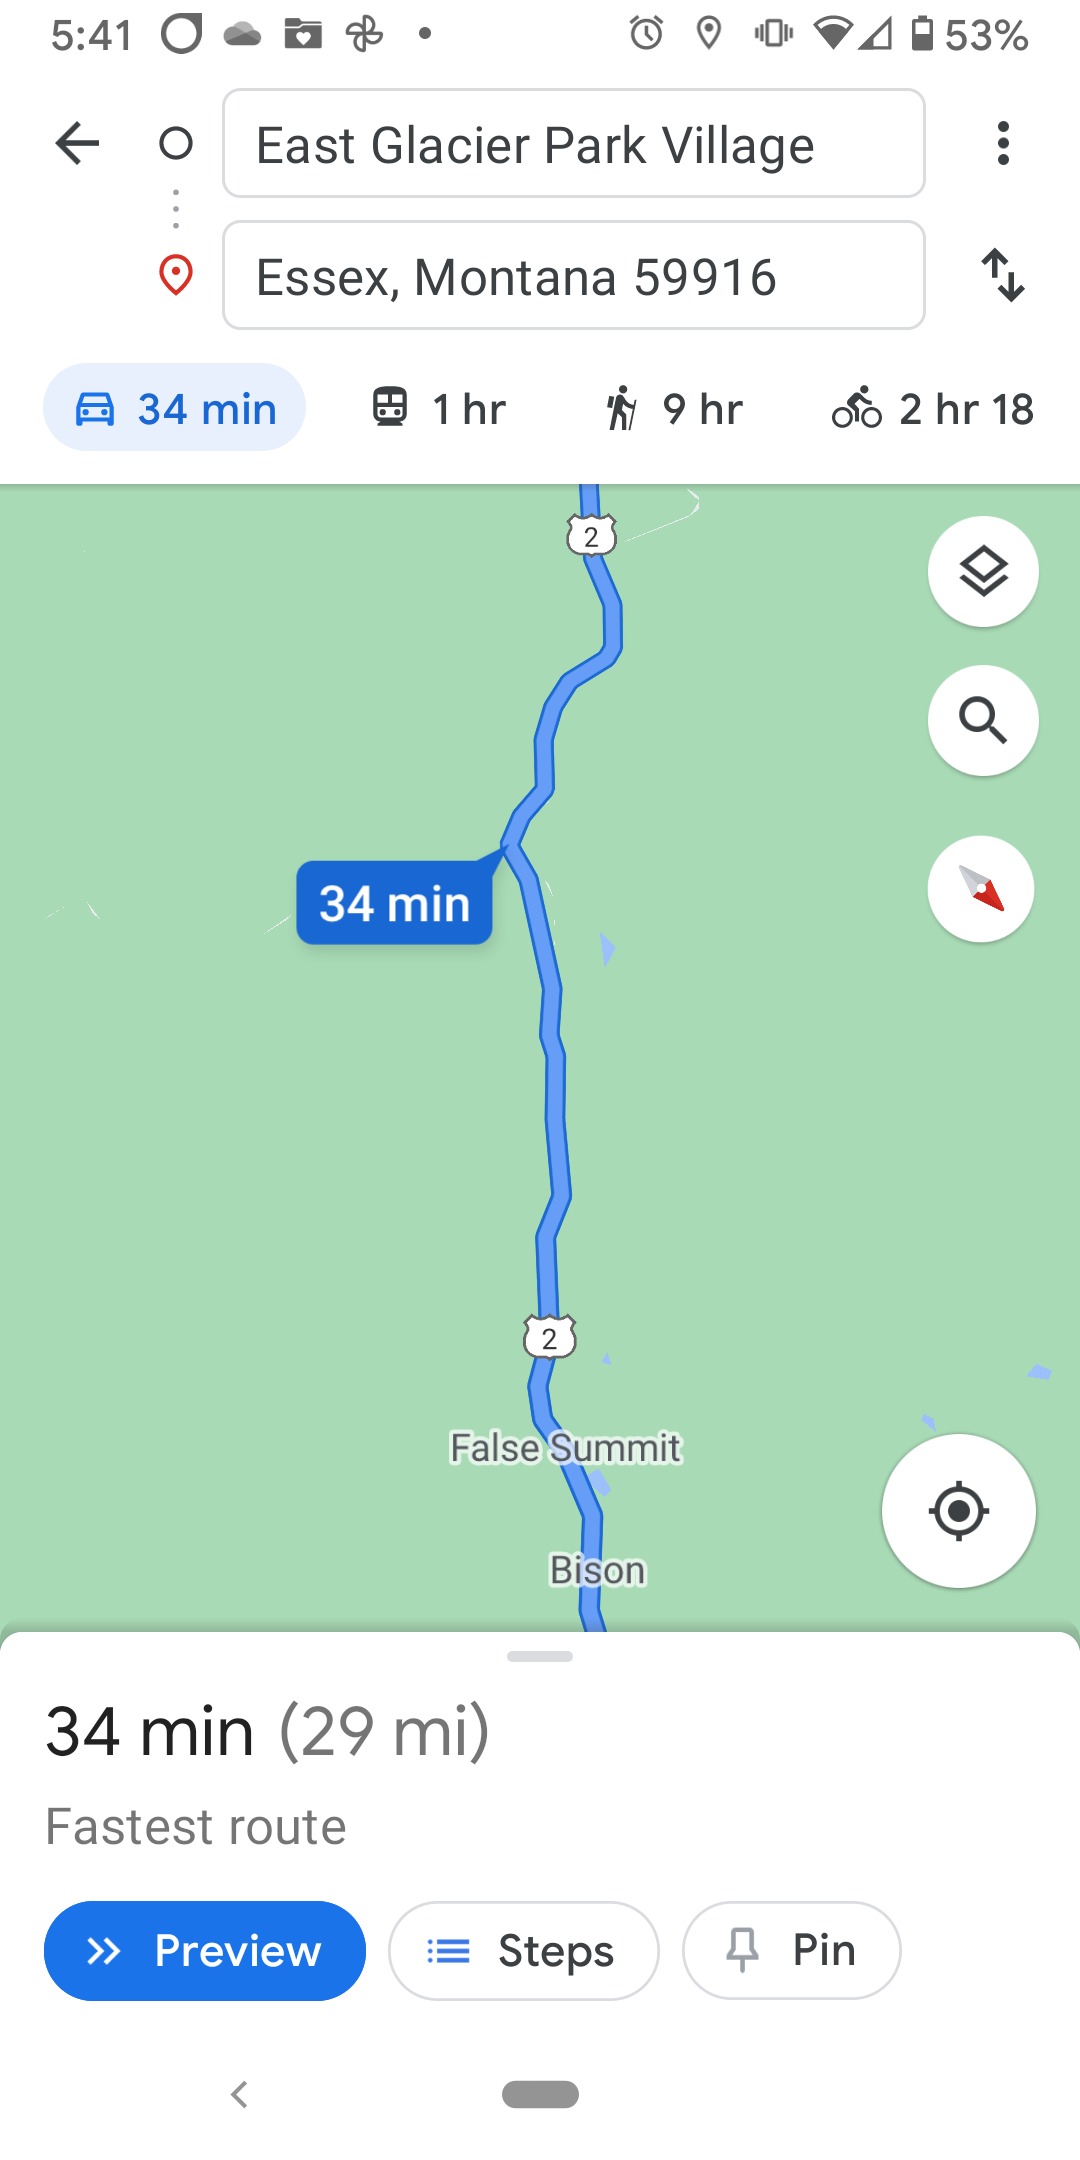 5:41
53%
East Glacier Park Village
Essex, Montana 59916
34 min
1 hr
9 hr
2 hr 18
2
34 min
2
False Summit
Bison
34 min (29 mi)
Fastest route
Preview
Steps
Pin